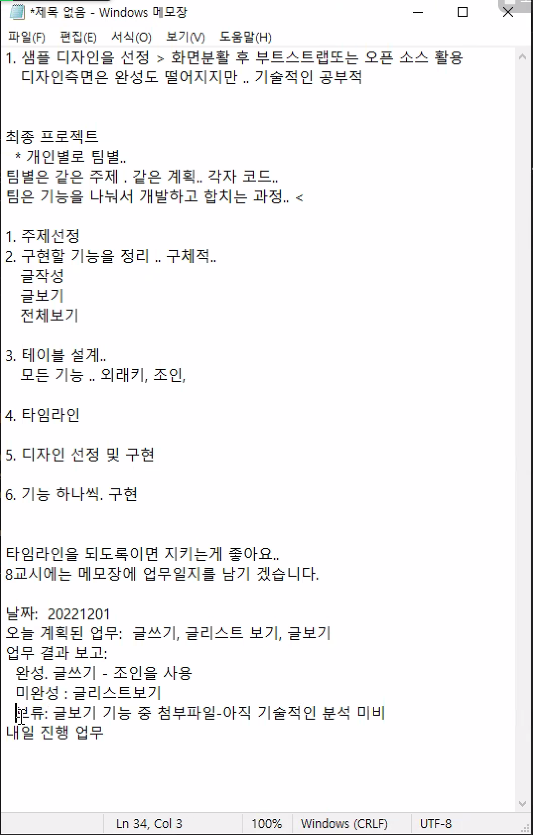 *제목 없음 - Windows 메모장
파일(F) 편집(E) 서식(O) 보기(V) 도움말(H)
1. 샘플 디자인을 선정 > 화면분활 후 부트스트랩또는 오픈 소스 활용
디자인측면은 완성도 떨어지지만 .. 기술적인 공부적
최종 프로젝트
* 개인별로 팀별..
팀별은 같은 주제 . 같은 계획.. 각자 코드..
팀은 기능을 나눠서 개발하고 합치는 과정.. <
1. 주제선정
2. 구현할 기능을 정리 .. 구체적..
글작성
글보기
전체보기
3. 테이블 설계..
모든 기능 .. 외래키, 조인,
4. 타임라인
5. 디자인 선정 및 구현
6. 기능 하나씩. 구현
타임라인을 되도록이면 지키는게 좋아요..
8교시에는 메모장에 업무일지를 남기 겠습니다.
날짜: 20221201
오늘 계획된 업무: 글쓰기, 글리스트 보기, 글보기
업무 결과 보고:
완성. 글쓰기 - 조인을 사용
미완성 : 글리스트보기
보류: 글보기 기능 중 첨부파일-아직 기술적인 분석 미비
내일 진행 업무
Ln 34, Col 3 100% Windows (CRLF) UTF-8